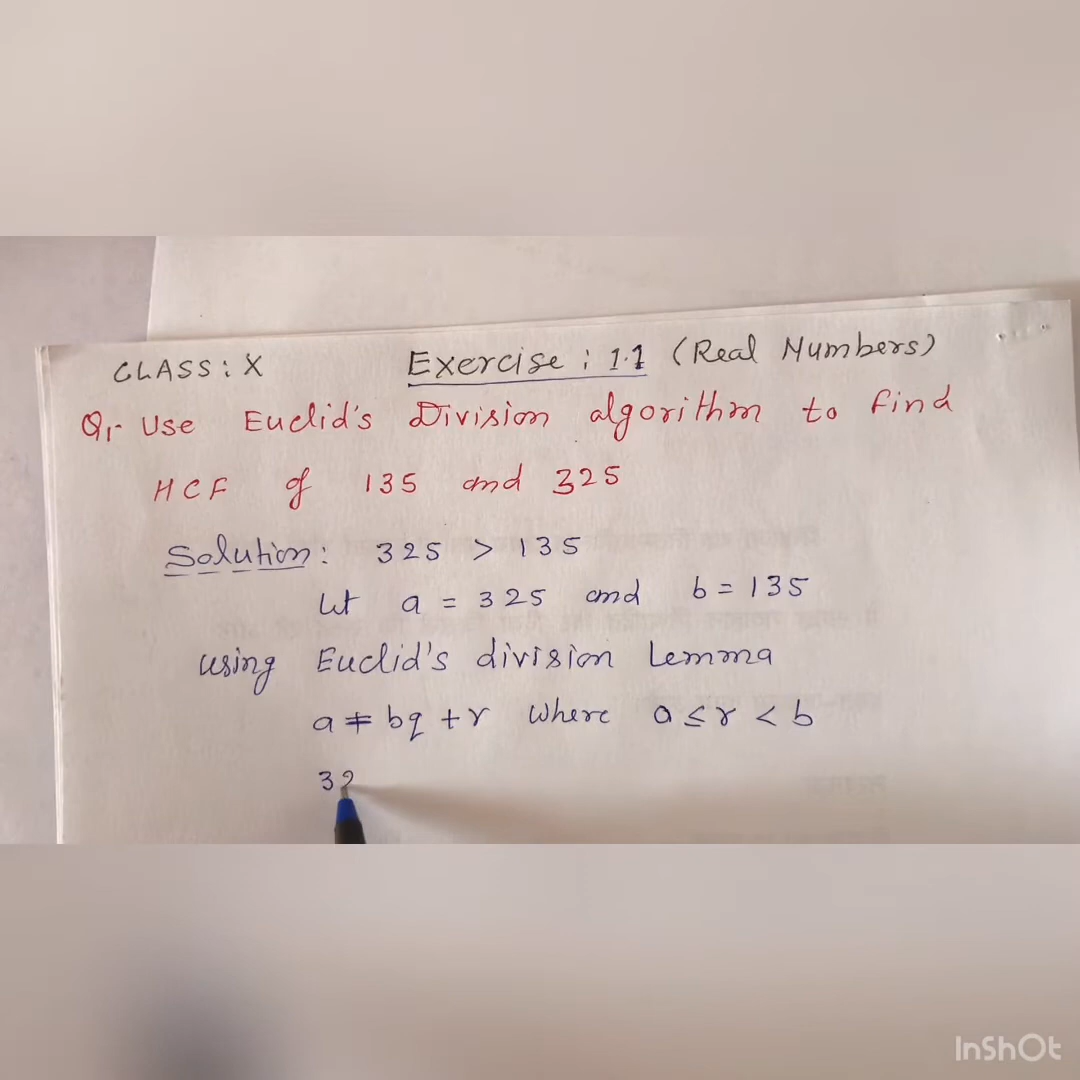 CLASS: X Exercise: 1.1 (Real Numbers)
Q1- Use Euclid's Division algorithm to find
HCF of 135 and 325
Solution: 325 > 135
Let a = 325 and b = 135
using Euclid's division Lemma
a = bq + r where 0 ≤ r < b
32
InShOt